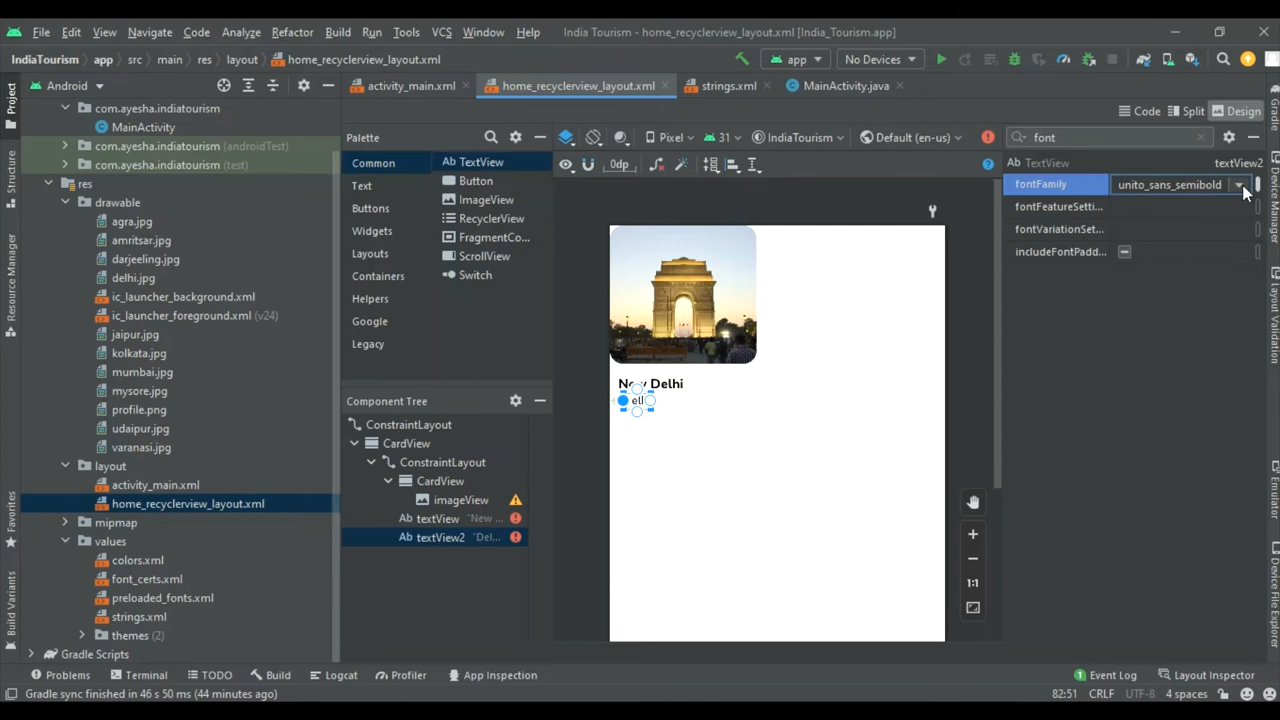 File Edit View Navigate Code Analyze Refactor Build Run Tools VCS Window Help India Tourism - home_recyclerview_layout.xml [India_Tourism.app]
IndiaTourism app src main res layout home_recyclerview_layout.xml app No Devices
Android activity_main.xml home_recyclerview_layout.xml strings.xml MainActivity.java
Code Split Design
Project
Structure
Resource Manager
Favorites
Build Variants
com.ayesha.indiatourism
MainActivity
com.ayesha.indiatourism (androidTest)
com.ayesha.indiatourism (test)
res
drawable
agra.jpg
amritsar.jpg
darjeeling.jpg
delhi.jpg
ic_launcher_background.xml
ic_launcher_foreground.xml (v24)
jaipur.jpg
kolkata.jpg
mumbai.jpg
mysore.jpg
profile.png
udaipur.jpg
varanasi.jpg
layout
activity_main.xml
home_recyclerview_layout.xml
mipmap
values
colors.xml
font_certs.xml
preloaded_fonts.xml
strings.xml
themes (2)
Gradle Scripts
Palette
Common
Text
Buttons
Widgets
Layouts
Containers
Helpers
Google
Legacy
Ab TextView
Button
ImageView
RecyclerView
FragmentCo...
ScrollView
Switch
Component Tree
ConstraintLayout
CardView
ConstraintLayout
CardView
imageView
Ab textView "New ...
Ab textView2 "Del...
Pixel 31 IndiaTourism Default (en-us)
0dp
New Delhi
ell
1:1
font
Ab TextView textView2
fontFamily unito_sans_semibold
fontFeatureSetti...
fontVariationSet...
includeFontPadd...
Gradle
Device Manager
Layout Validation
Emulator
Device File Explorer
Problems Terminal TODO Build Logcat Profiler App Inspection 1 Event Log Layout Inspector
Gradle sync finished in 46 s 50 ms (44 minutes ago) 82:51 CRLF UTF-8 4 spaces